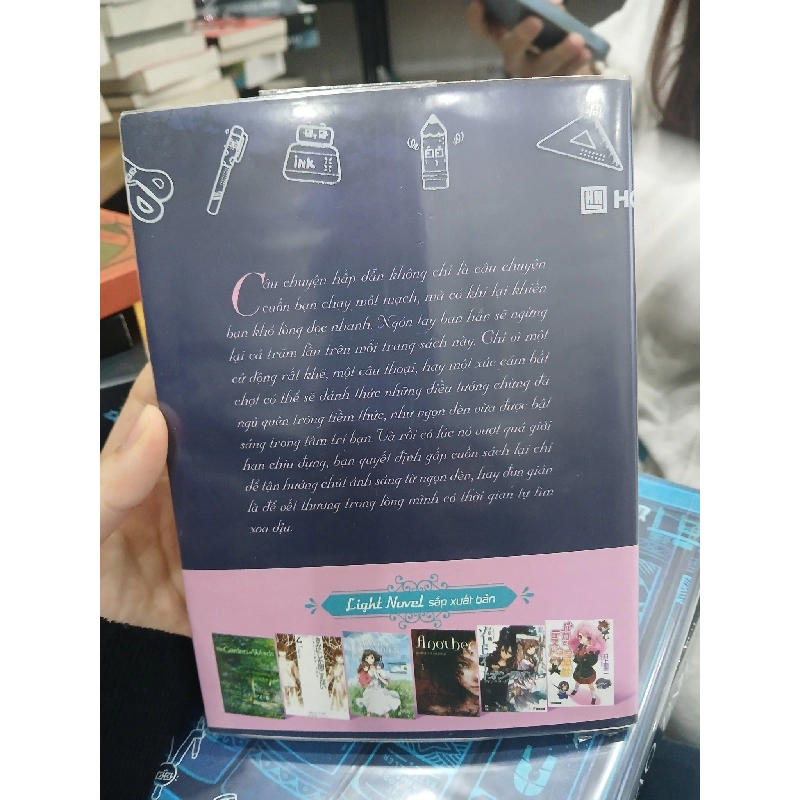 INK
HO
Câu chuyện hấp dẫn không chỉ là câu chuyện
cuốn bạn chạy một mạch, mà có khi lại khiến
bạn khó lòng đọc nhanh. Ngón tay bạn hẳn sẽ ngừng
lại cả trăm lần trên mỗi trang sách này. Chỉ vì một
cử động rất khẽ, một câu thoại, hay một xúc cảm bất
chợt có thể sẽ đánh thức những điều tưởng chừng đã
ngủ quên trong tiềm thức, như ngọn đèn vừa được bật
sáng trong tâm trí bạn. Và rồi có lúc nó vượt quá giới
hạn chịu đựng, bạn quyết định gấp cuốn sách lại chỉ
để tận hưởng chút ánh sáng từ ngọn đèn, hay đơn giản
là để vết thương trong lòng mình có thời gian tự tìm
xoa dịu.
Light Novel sắp xuất bản
Another